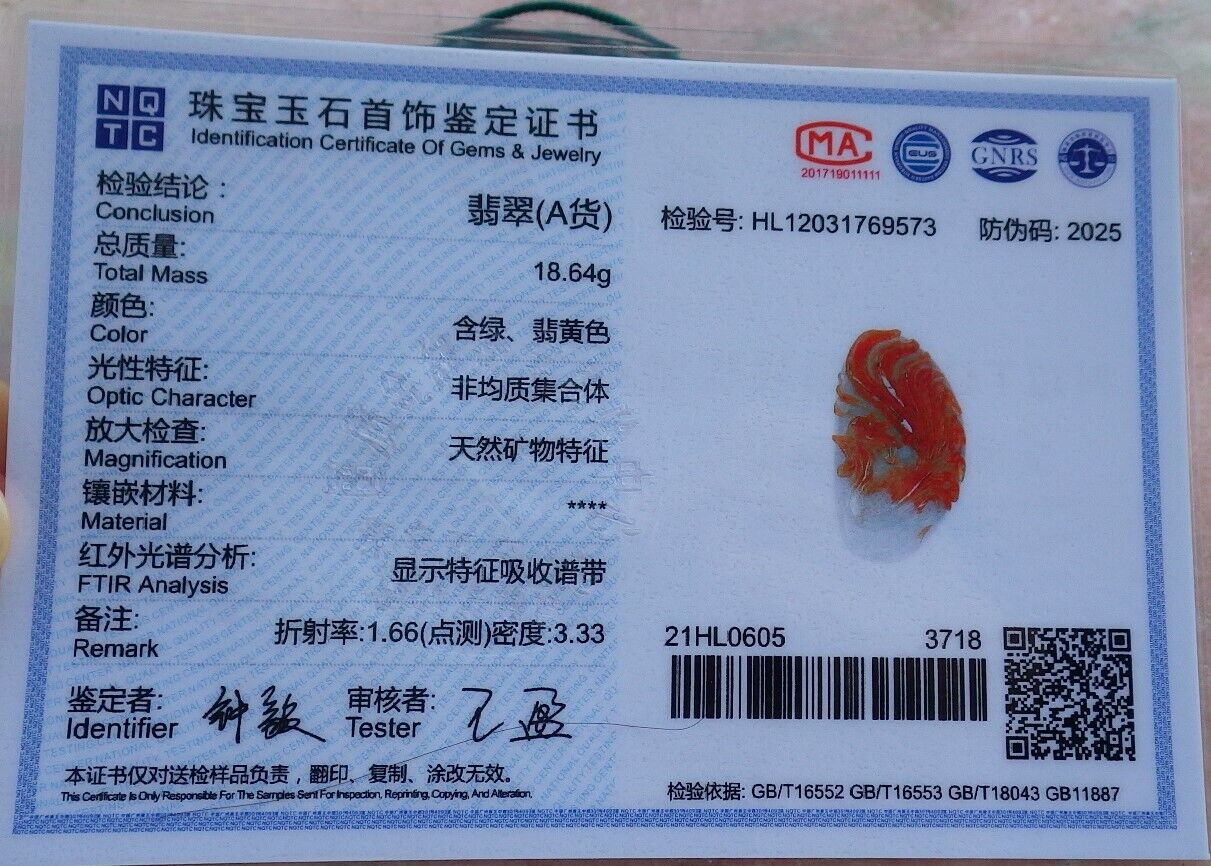 NQTC
珠宝玉石首饰鉴定证书
Identification Certificate Of Gems & Jewelry
检验结论:
Conclusion
翡翠(A货)
总质量:
Total Mass
18.64g
颜色:
Color
含绿、翡黄色
光性特征:
Optic Character
非均质集合体
放大检查:
Magnification
天然矿物特征
镶嵌材料:
Material
****
红外光谱分析:
FTIR Analysis
显示特征吸收谱带
备注:
Remark
折射率:1.66(点测)密度:3.33
鉴定者:
Identifier
审核者:
Tester
本证书仅对送检样品负责，翻印、复制、涂改无效。
This Certificate Is Only Responsible For The Samples Sent For Inspection, Reprinting, Copying, And Alteration.
MA
201719011111
GNRS
检验号: HL12031769573
防伪码: 2025
21HL0605
3718
检验依据: GB/T16552 GB/T16553 GB/T18043 GB11887